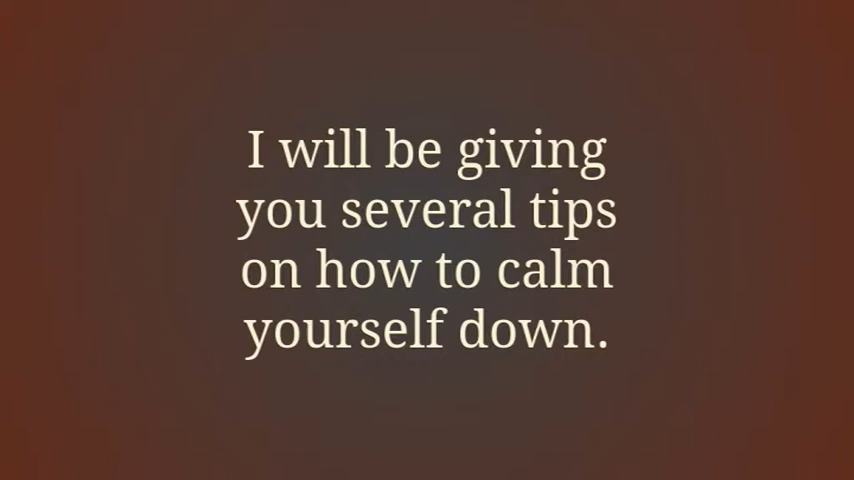 I will be giving
you several tips
on how to calm
yourself down.